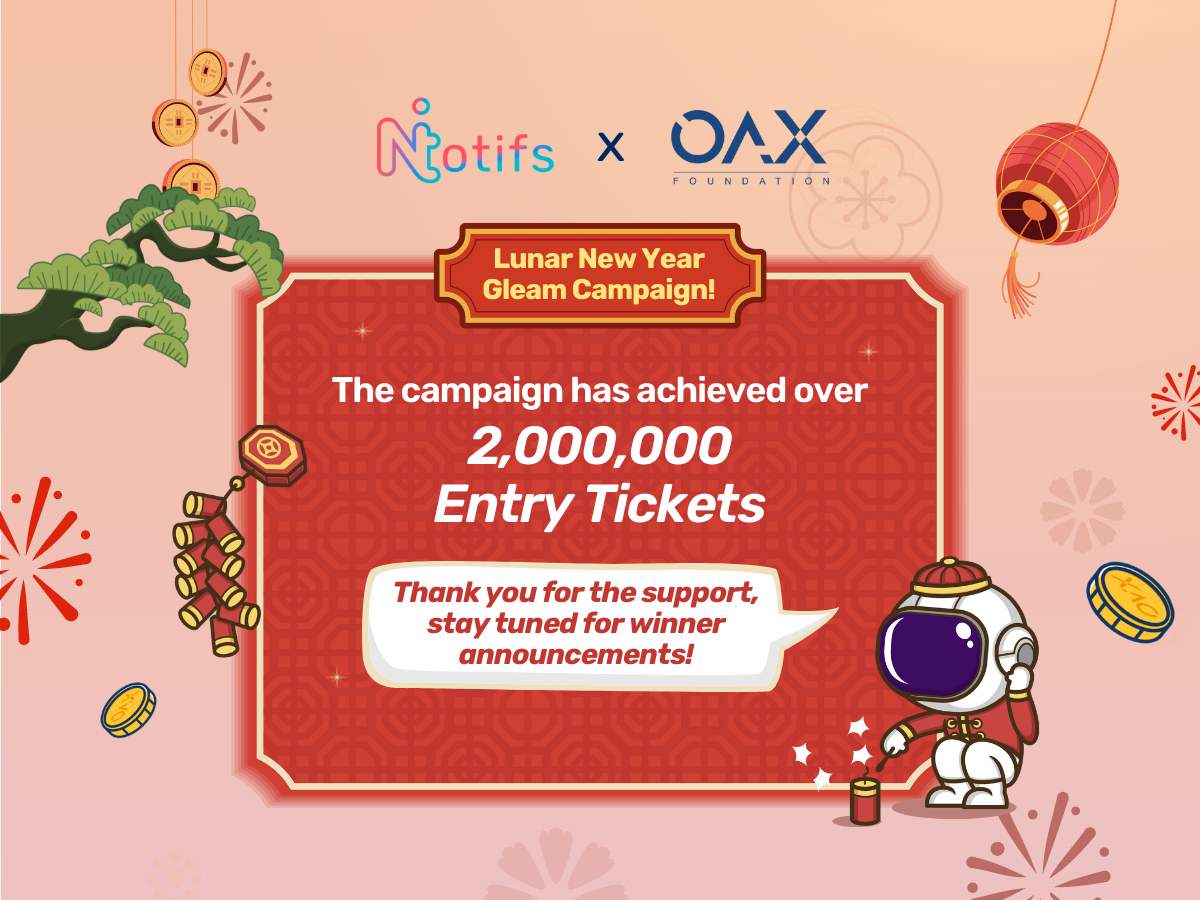 Notifs x OAX
FOUNDATION
Lunar New Year
Gleam Campaign!
The campaign has achieved over
2,000,000
Entry Tickets
Thank you for the support,
stay tuned for winner
announcements!